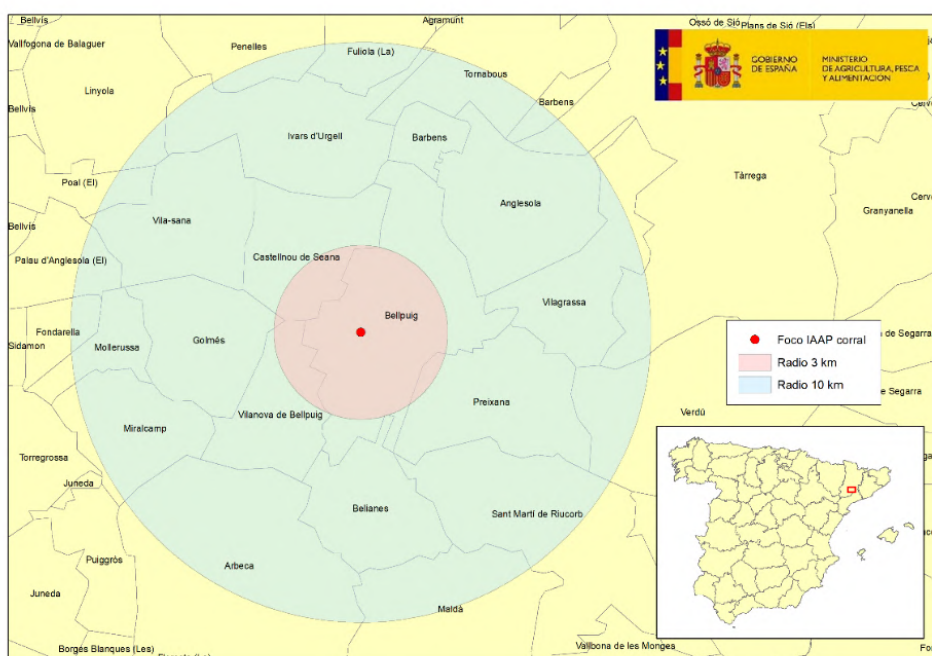 Bellvís
Agramunt
Ossó de Sió
Plans de Sió (Els)
Vallfogona de Balaguer
Penelles
Fuliola (La)
GOBIERNO
DE ESPAÑA
MINISTERIO
DE AGRICULTURA, PESCA
Y ALIMENTACIÓN
Tornabous
Linyola
Barbens
Bellvís
Ivars d'Urgell
Barbens
Tàrrega
Poal (El)
Anglesola
Granyanella
Vila-sana
Bellvís
Castellnou de Seana
Palau d'Anglesola (El)
Vilagrassa
Bellpuig
Fondarella
Golmés
Sidamon
Mollerussa
Foco IAAP corral
Radio 3 km
Radio 10 km
de Segarra
de Segarra
Preixana
Vilanova de Bellpuig
Verdú
Miralcamp
Torregrossa
Juneda
Belianes
Sant Martí de Riucorb
Puiggròs
Arbeca
Juneda
Maldà
Borges Blanques (Les)
Vallbona de les Monges